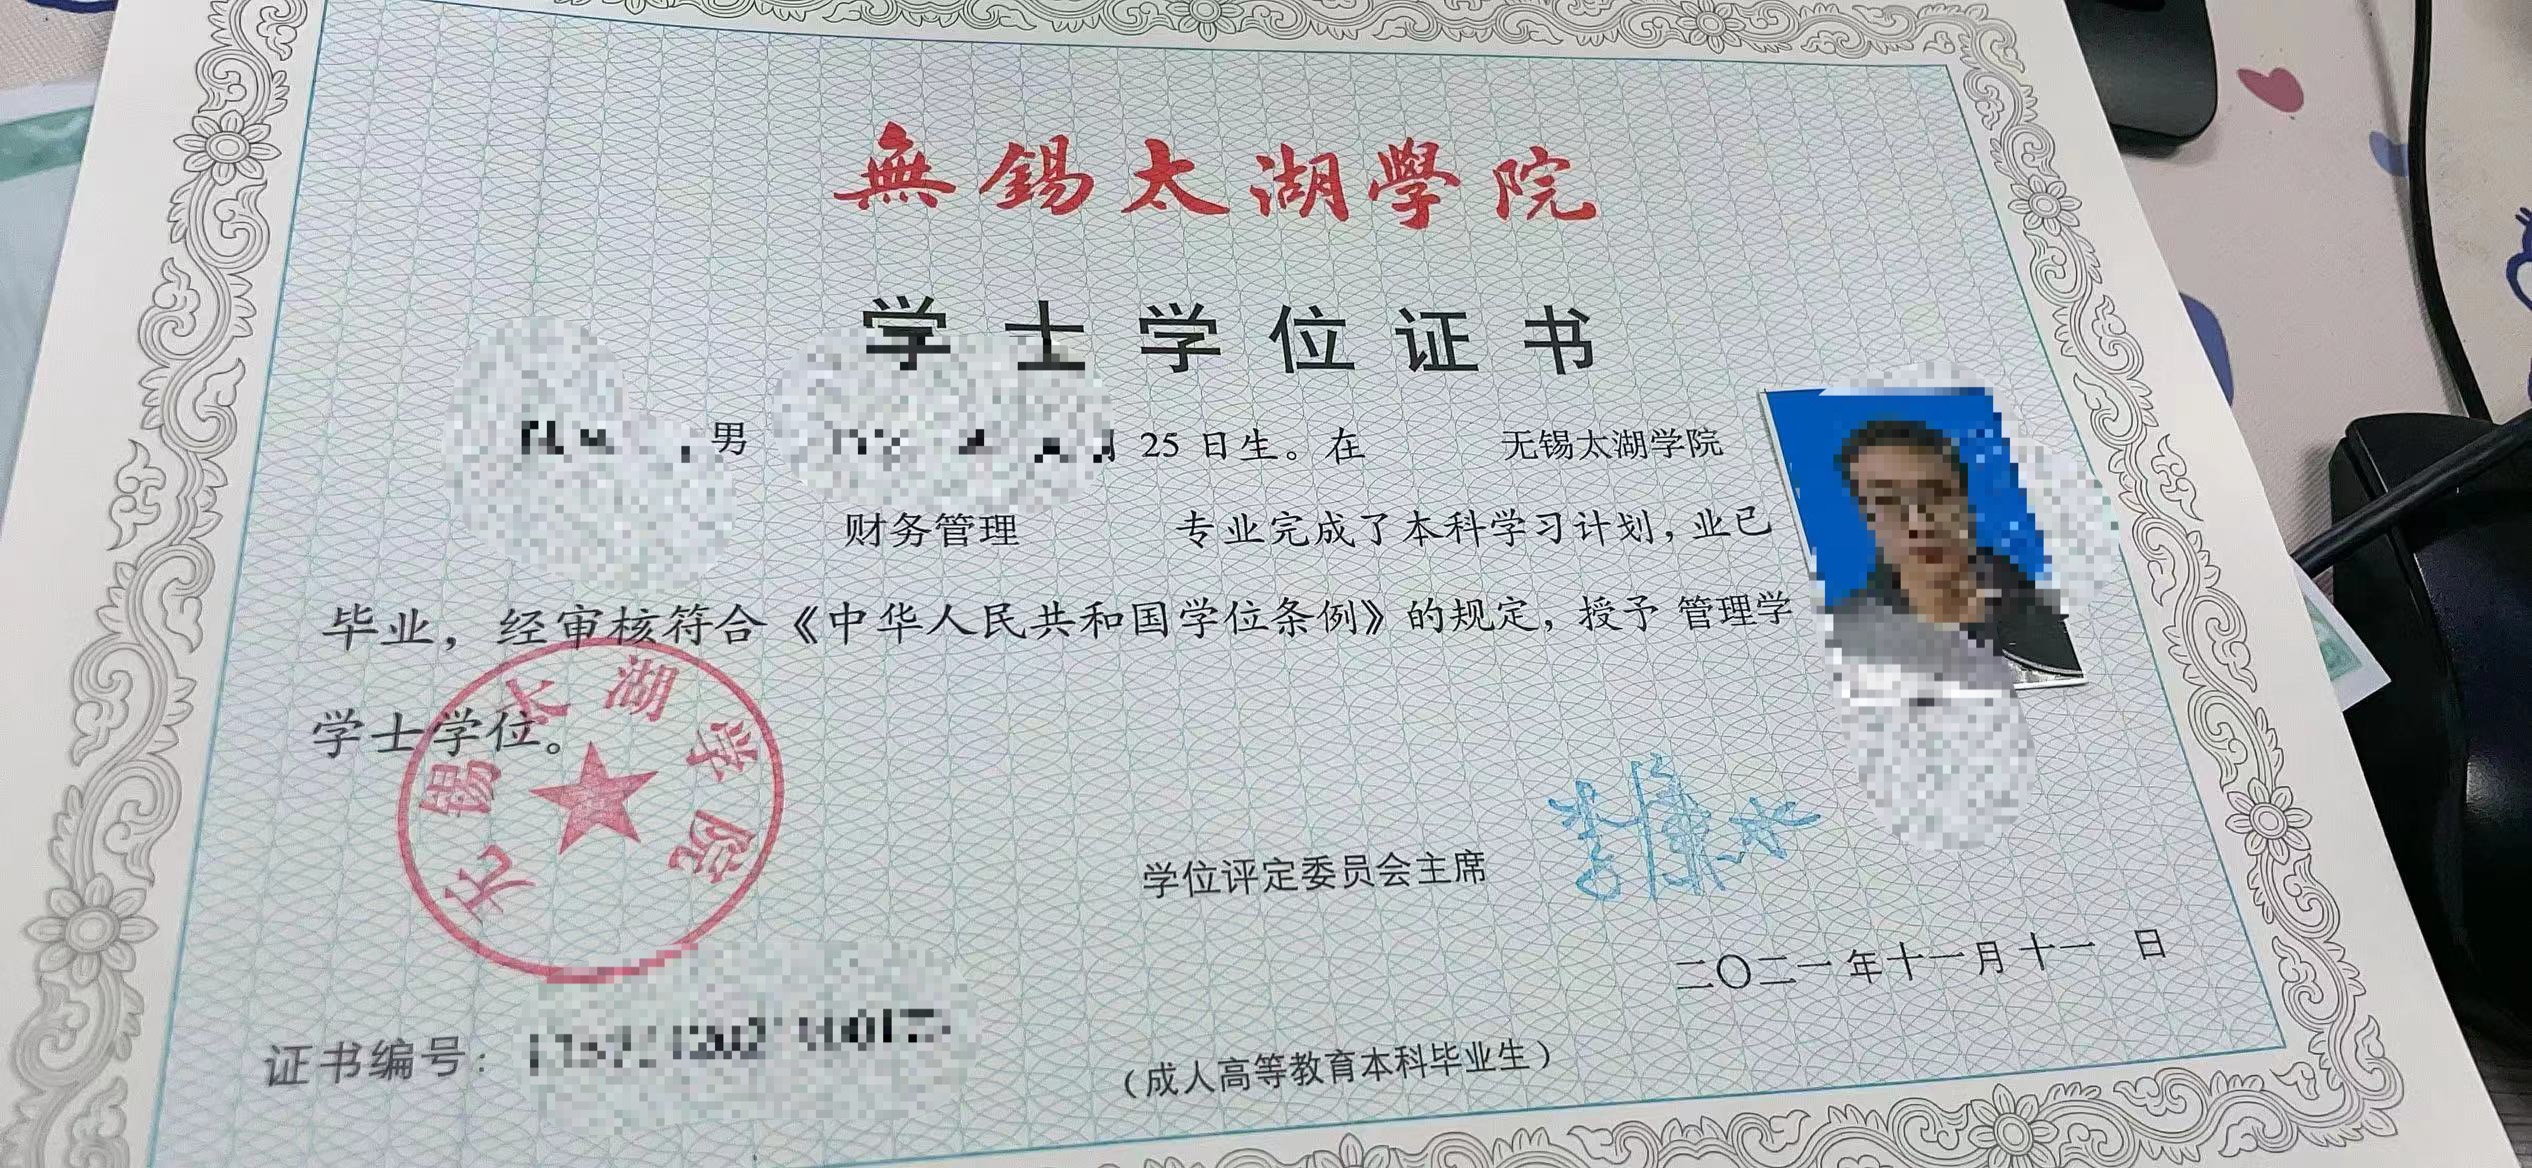 無錫太湖學院
学士学位证书
,男 25 日生。在 无锡太湖学院
财务管理 专业完成了本科学习计划,业已
毕业,经审核符合《中华人民共和国学位条例》的规定,授予 管理学
学士学位。
无锡太湖学院
学位评定委员会主席
二〇二一年十一月十一 日
证书编号:
(成人高等教育本科毕业生)